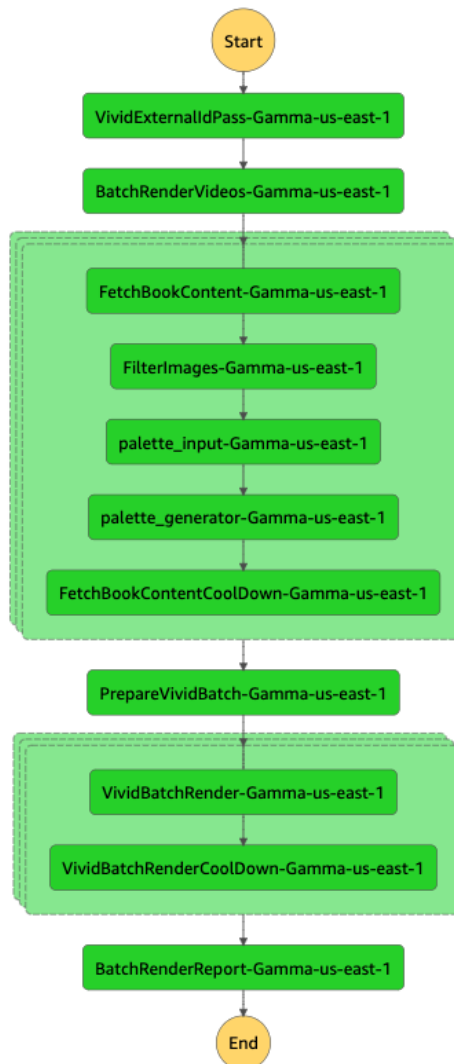 Start
VividExternalIdPass-Gamma-us-east-1
BatchRenderVideos-Gamma-us-east-1
FetchBookContent-Gamma-us-east-1
FilterImages-Gamma-us-east-1
palette_input-Gamma-us-east-1
palette_generator-Gamma-us-east-1
FetchBookContentCoolDown-Gamma-us-east-1
PrepareVividBatch-Gamma-us-east-1
VividBatchRender-Gamma-us-east-1
VividBatchRenderCoolDown-Gamma-us-east-1
BatchRenderReport-Gamma-us-east-1
End